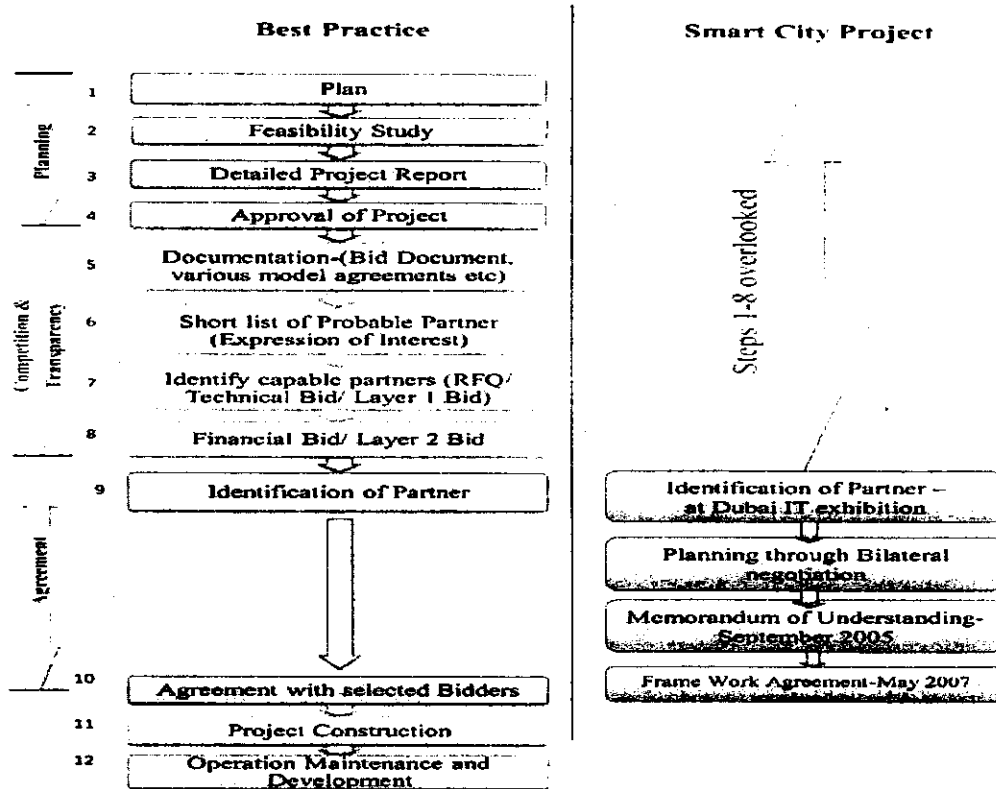 Best Practice
Planning
1
Plan
2
Feasibility Study
3
Detailed Project Report
4
Approval of Project
Competition &
Transparency
5
Documentation-(Bid Document,
various model agreements etc)
6
Short list of Probable Partner
(Expression of Interest)
7
Identify capable partners (RFQ/
Technical Bid/ Layer 1 Bid)
8
Financial Bid/ Layer 2 Bid
9
Identification of Partner
Agreement
10
Agreement with selected Bidders
11
Project Construction
12
Operation Maintenance and
Development
Smart City Project
Steps 1-8 overlooked
Identification of Partner –
at Dubai IT exhibition
Planning through Bilateral
negotiation
Memorandum of Understanding-
September 2005
Frame Work Agreement-May 2007